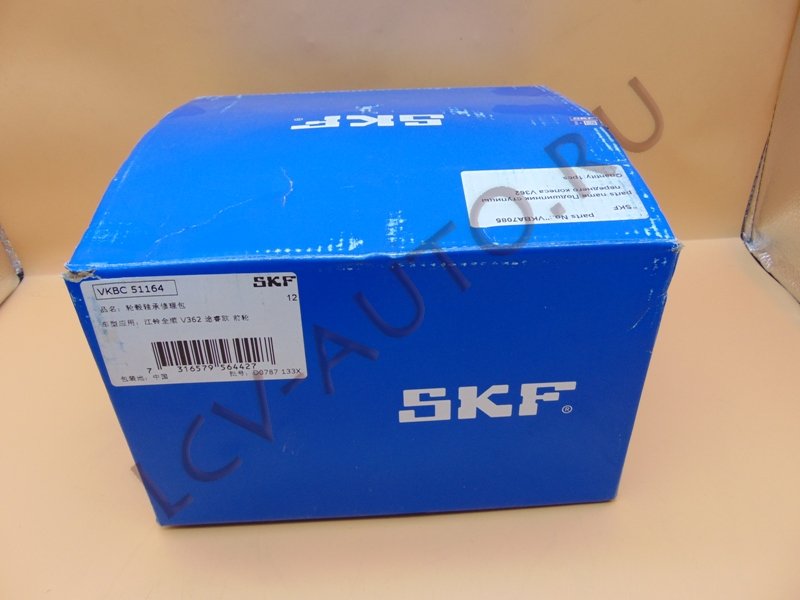 SKF®
parts No.:"VKBA7086
"SKF
parts name:Подшипник ступицы
переднего колеса V362
Quantity:1pcs
VKBC 51164
SKF
12
品名：轮毂轴承修理包
车型应用：江铃全顺 V362 途睿欧 前轮
7 316579 564427
包装地：中国
批号：D0787 133X
SKF®
LCV-AUTO.RU